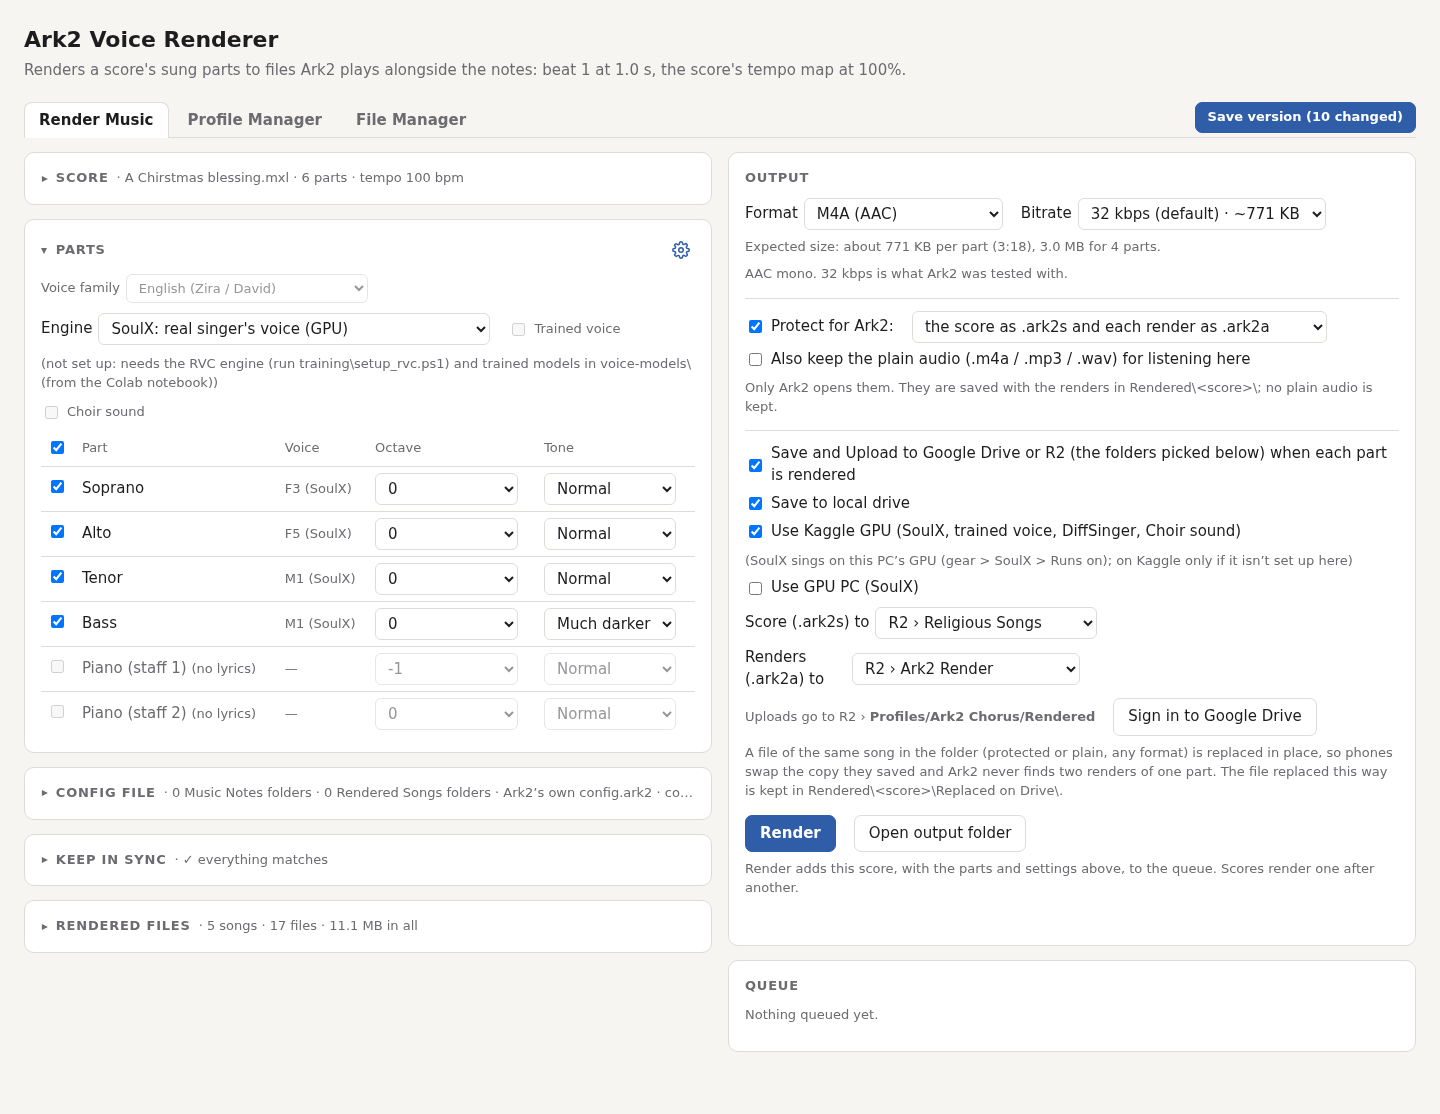 Ark2 Voice Renderer
Renders a score's sung parts to files Ark2 plays alongside the notes: beat 1 at 1.0 s, the score's tempo map at 100%.
Render Music
Profile Manager
File Manager
Save version (10 changed)
▸ SCORE · A Chirstmas blessing.mxl · 6 parts · tempo 100 bpm
▾ PARTS
Voice family English (Zira / David)
Engine SoulX: real singer's voice (GPU) Trained voice
(not set up: needs the RVC engine (run training\setup_rvc.ps1) and trained models in voice-models\
(from the Colab notebook))
Choir sound
Part Voice Octave Tone
Soprano F3 (SoulX) 0 Normal
Alto F5 (SoulX) 0 Normal
Tenor M1 (SoulX) 0 Normal
Bass M1 (SoulX) 0 Much darker
Piano (staff 1) (no lyrics) — -1 Normal
Piano (staff 2) (no lyrics) — 0 Normal
▸ CONFIG FILE · 0 Music Notes folders · 0 Rendered Songs folders · Ark2’s own config.ark2 · co…
▸ KEEP IN SYNC · ✓ everything matches
▸ RENDERED FILES · 5 songs · 17 files · 11.1 MB in all
OUTPUT
Format M4A (AAC) Bitrate 32 kbps (default) · ~771 KB
Expected size: about 771 KB per part (3:18), 3.0 MB for 4 parts.
AAC mono. 32 kbps is what Ark2 was tested with.
Protect for Ark2: the score as .ark2s and each render as .ark2a
Also keep the plain audio (.m4a / .mp3 / .wav) for listening here
Only Ark2 opens them. They are saved with the renders in Rendered\<score>\; no plain audio is
kept.
Save and Upload to Google Drive or R2 (the folders picked below) when each part
is rendered
Save to local drive
Use Kaggle GPU (SoulX, trained voice, DiffSinger, Choir sound)
(SoulX sings on this PC’s GPU (gear > SoulX > Runs on); on Kaggle only if it isn’t set up here)
Use GPU PC (SoulX)
Score (.ark2s) to R2 › Religious Songs
Renders
(.ark2a) to R2 › Ark2 Render
Uploads go to R2 › Profiles/Ark2 Chorus/Rendered Sign in to Google Drive
A file of the same song in the folder (protected or plain, any format) is replaced in place, so phones
swap the copy they saved and Ark2 never finds two renders of one part. The file replaced this way
is kept in Rendered\<score>\Replaced on Drive\.
Render Open output folder
Render adds this score, with the parts and settings above, to the queue. Scores render one after
another.
QUEUE
Nothing queued yet.